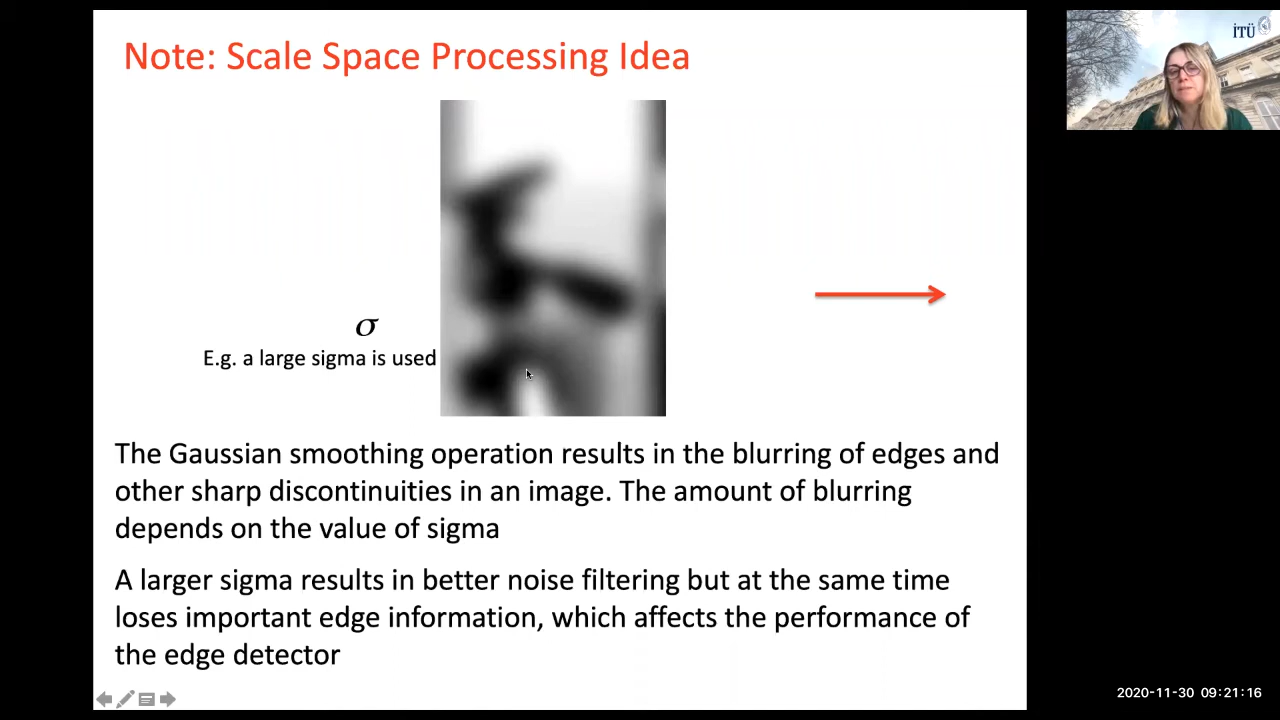 Note: Scale Space Processing Idea
İTÜ
σ
E.g. a large sigma is used
The Gaussian smoothing operation results in the blurring of edges and
other sharp discontinuities in an image. The amount of blurring
depends on the value of sigma
A larger sigma results in better noise filtering but at the same time
loses important edge information, which affects the performance of
the edge detector
2020-11-30 09:21:16